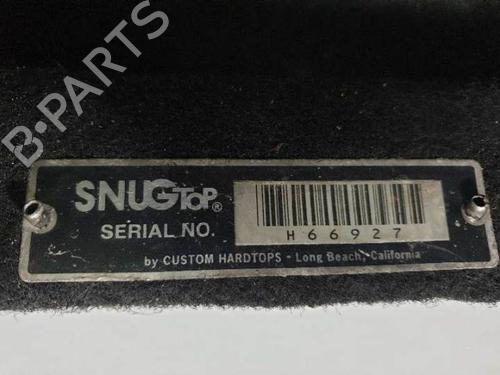 B-PARTS
SNUGTOP®
SERIAL NO.
H66927
by CUSTOM HARDTOPS - Long Beach, California